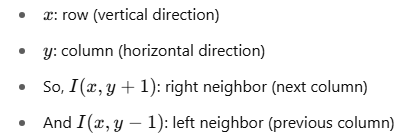 • x: row (vertical direction)
• y: column (horizontal direction)
• So, I(x, y + 1): right neighbor (next column)
• And I(x, y − 1): left neighbor (previous column)